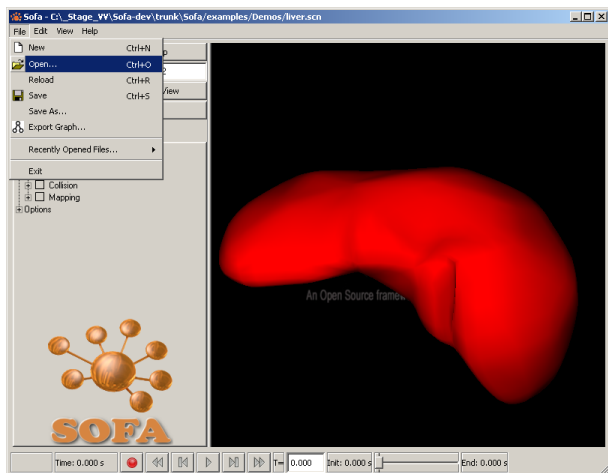 Sofa - C:\_Stage_VV\Sofa-dev\trunk\Sofa/examples/Demos/liver.scn
File Edit View Help
New Ctrl+N
Open... Ctrl+O
Reload Ctrl+R
Save Ctrl+S
View
Save As...
Export Graph...
Recently Opened Files...
Exit
Collision
Mapping
Options
An Open Source
SOFA
Time: 0.000 s
T= 0.000
Init: 0.000 s
End: 0.000 s